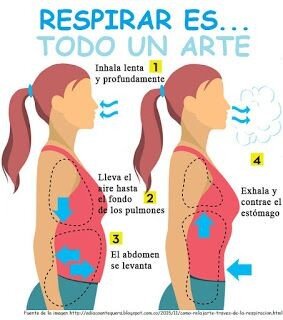 RESPIRAR ES...
TODO UN ARTE
Inhala lenta 1
y profundamente
Lleva el
aire hasta 2
el fondo
de los pulmones
3 El abdomen
se levanta
4
Exhala y
contrae el
estómago
Fuente de la imagen:http://adiccantequera.blogspot.com.co/2015/11/como-relajarte-traves-de-la-respiracion.html